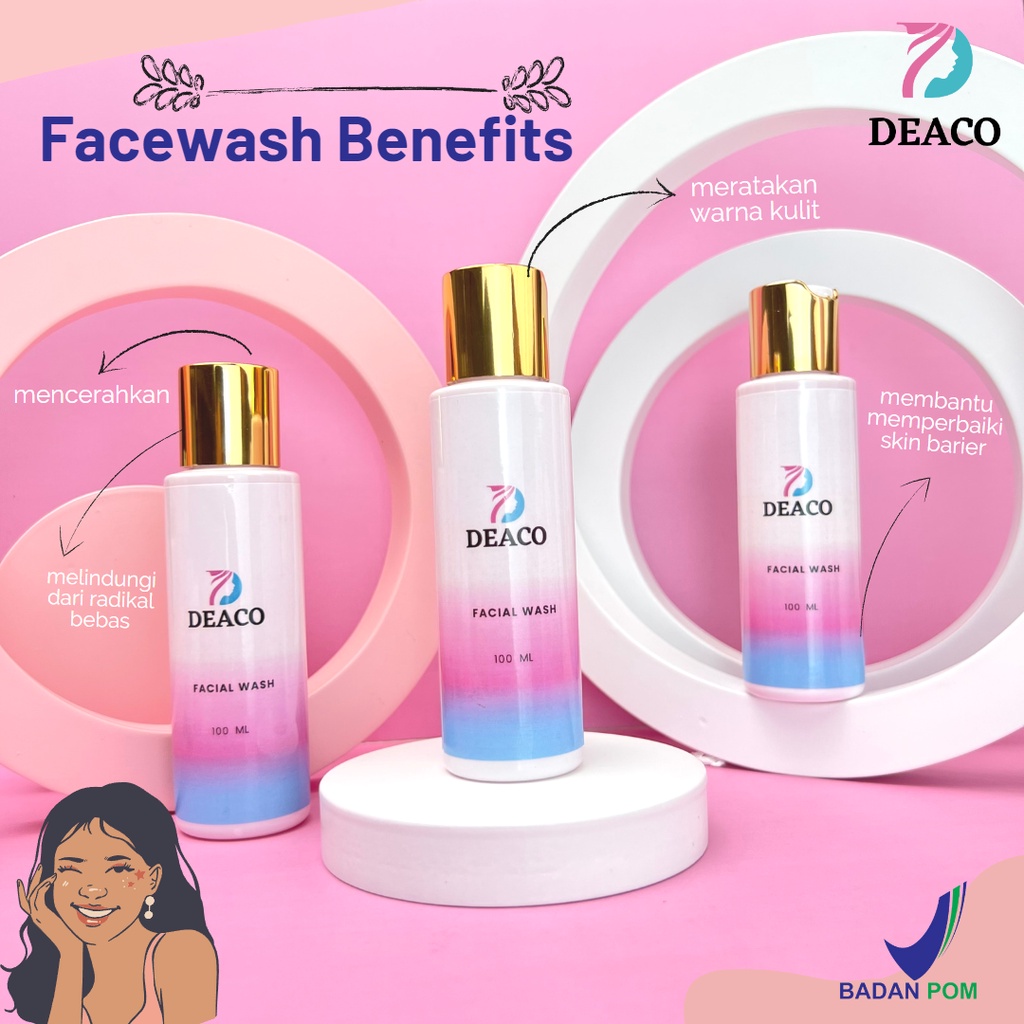 DEACO
Facewash Benefits
meratakan
warna kulit
mencerahkan
membantu
memperbaiki
skin barier
melindungi
dari radikal
bebas
DEACO
FACIAL WASH
100 ML
DEACO
FACIAL WASH
100 ML
DEACO
FACIAL WASH
100 ML
BADAN POM